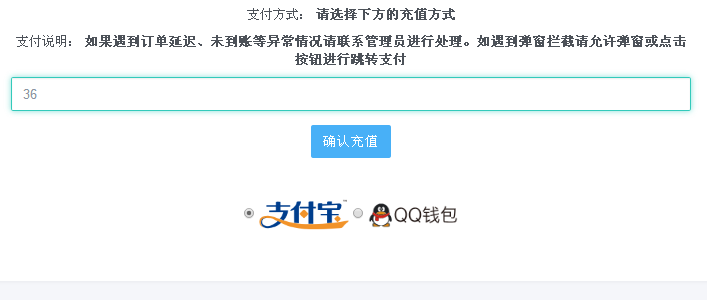 支付方式： 请选择下方的充值方式
支付说明： 如果遇到订单延迟、未到账等异常情况请联系管理员进行处理。如遇到弹窗拦截请允许弹窗或点击
按钮进行跳转支付
36
确认充值
支付宝 QQ钱包